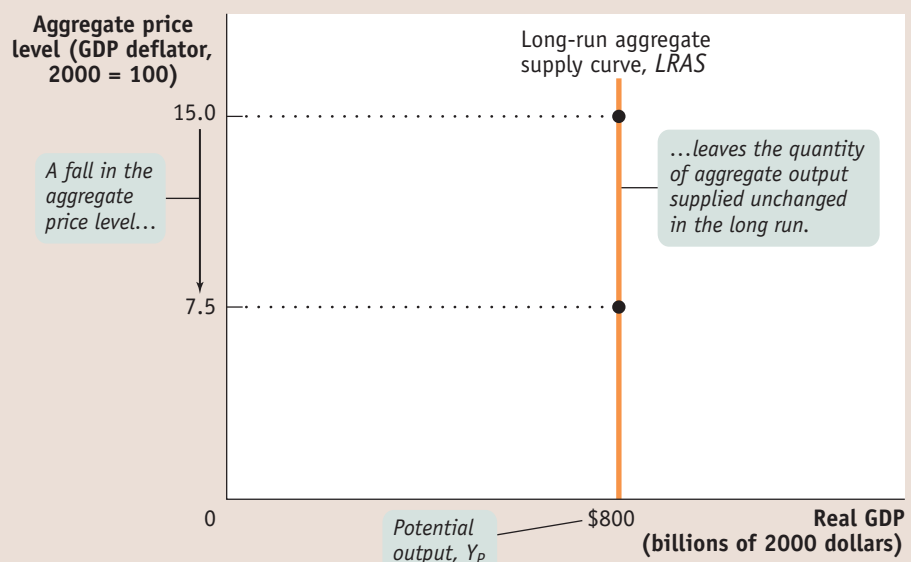 Aggregate price
level (GDP deflator,
2000 = 100)
Long-run aggregate
supply curve, LRAS
15.0
A fall in the
aggregate
price level…
…leaves the quantity
of aggregate output
supplied unchanged
in the long run.
7.5
0
Potential
output, YP
$800
Real GDP
(billions of 2000 dollars)